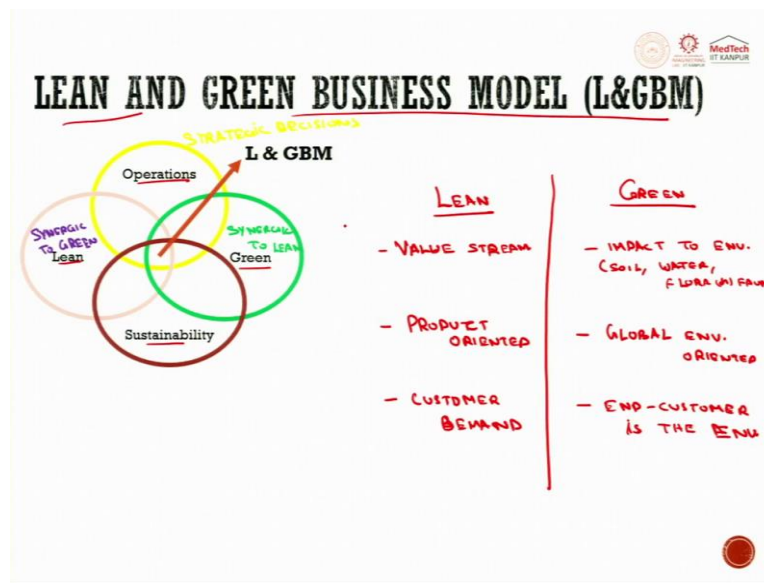 MedTech
IIT KANPUR
LEAN AND GREEN BUSINESS MODEL (L&GBM)
STRATEGIC DECISIONS
L & GBM
Operations
SYNERGIC
TO GREEN
Lean
SYNERGIC
TO LEAN
Green
Sustainability
LEAN
- VALUE STREAM
- PRODUCT
ORIENTED
- CUSTOMER
DEMAND
GREEN
- IMPACT TO ENV.
(SOIL, WATER,
FLORA
- GLOBAL ENV.
ORIENTED
- END-CUSTOMER
is THE ENV